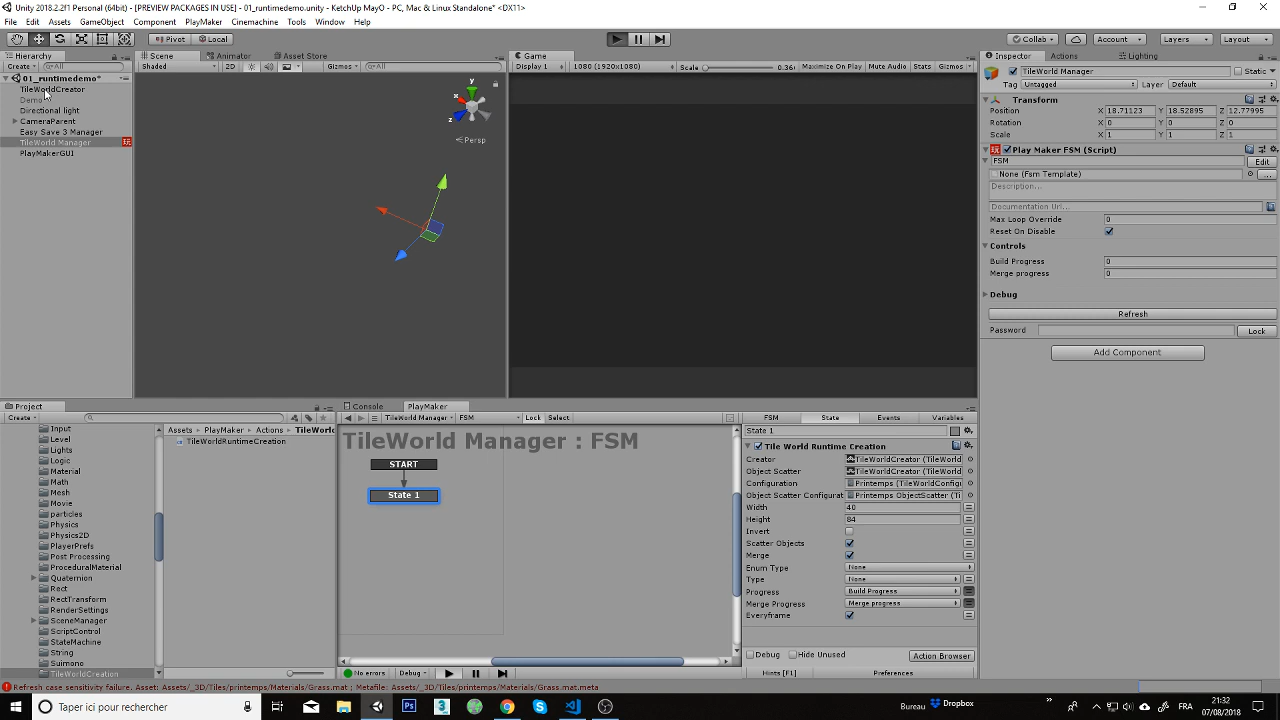 Unity 2018.2.2f1 Personal (64bit) - [PREVIEW PACKAGES IN USE] - 01_runtimedemo.unity - KetchUp MayO - PC, Mac & Linux Standalone* <DX11>
File Edit Assets GameObject Component PlayMaker Cinemachine Tools Window Help
Pivot Local Collab Account Layers Layout
Hierarchy Scene Animator Asset Store Game Inspector Actions Lighting
Create All Shaded 2D Gizmos All Display 1 1080 (1920x1080) Scale 0.36 Maximize On Play Mute Audio Stats Gizmos
TileWorld Manager Static
01_runtimedemo*
Tag Untagged Layer Default
TileWorldCreator
Demo
Directional light
CameraParent
Easy Save 3 Manager
TileWorld Manager
PlayMakerGUI
y
x
z
Persp
Transform
Position X 18.71123 Y 18.52895 Z 12.77995
Rotation X 0 Y 0 Z 0
Scale X 1 Y 1 Z 1
Play Maker FSM (Script)
FSM Edit
None (Fsm Template) ...
Description...
Documentation Url...
Max Loop Override 0
Reset On Disable
Controls
Build Progress 0
Merge progress 0
Debug
Refresh
Password Lock
Add Component
Project Console PlayMaker
Create
TileWorld Manager FSM Lock Select FSM State Events Variables
Assets PlayMaker Actions TileWorl
TileWorldRuntimeCreation
Input
Level
Lights
Logic
Material
Math
Mesh
Movie
particles
Physics
Physics2D
PlayerPrefs
Post Processing
ProceduralMaterial
Quaternion
Rect
RectTransform
RenderSettings
SceneManager
ScriptControl
StateMachine
String
Suimono
TileWorldCreation
TileWorld Manager : FSM
START
State 1
State 1
Tile World Runtime Creation
Creator TileWorldCreator (TileWorld
Object Scatter TileWorldCreator (TileWorld
Configuration Printemps (TileWorldConfigu
Object Scatter Configurat Printemps ObjectScatter (Ti
Width 40
Height 84
Invert
Scatter Objects
Merge
Enum Type None
Type None
Progress Build Progress
Merge Progress Merge progress
Everyframe
Debug Hide Unused Action Browser
No errors Debug Hints [F1] Preferences
Refresh case sensitivity failure. Asset: Assets/_3D/Tiles/printemps/Materials/Grass.mat ; Metafile: Assets/_3D/Tiles/printemps/Materials/Grass.mat.meta
Taper ici pour rechercher
Bureau
Dropbox
21:32
07/08/2018